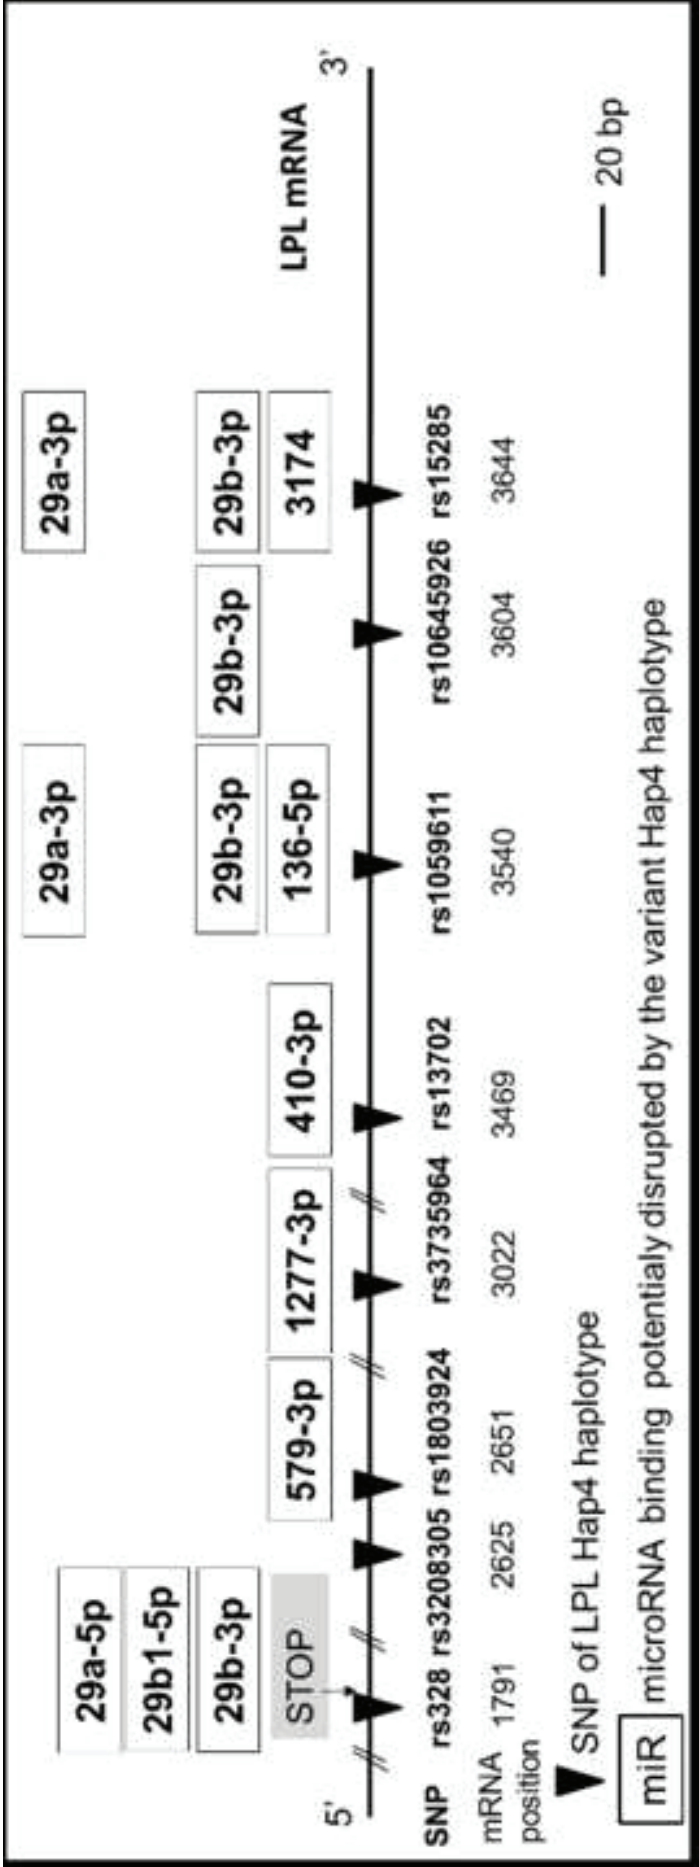 29a-3p 29a-3p
29a-5p
29b1-5p
29b-3p 29b-3p 29b-3p 29b-3p
STOP 579-3p 1277-3p 410-3p 136-5p 3174 LPL mRNA
5' 3'
SNP rs328 rs3208305 rs1803924 rs3735964 rs13702 rs1059611 rs10645926 rs15285
mRNA
position 1791 2625 2651 3022 3469 3540 3604 3644
SNP of LPL Hap4 haplotype 20 bp
miR microRNA binding potentialy disrupted by the variant Hap4 haplotype